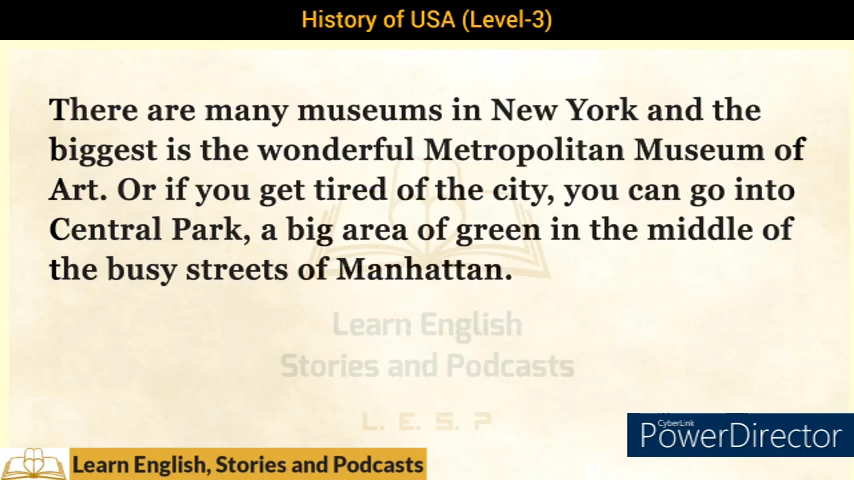 History of USA (Level-3)
There are many museums in New York and the
biggest is the wonderful Metropolitan Museum of
Art. Or if you get tired of the city, you can go into
Central Park, a big area of green in the middle of
the busy streets of Manhattan.
Learn English
Stories and Podcasts
L. E. S. P
CyberLink
PowerDirector
Learn English, Stories and Podcasts